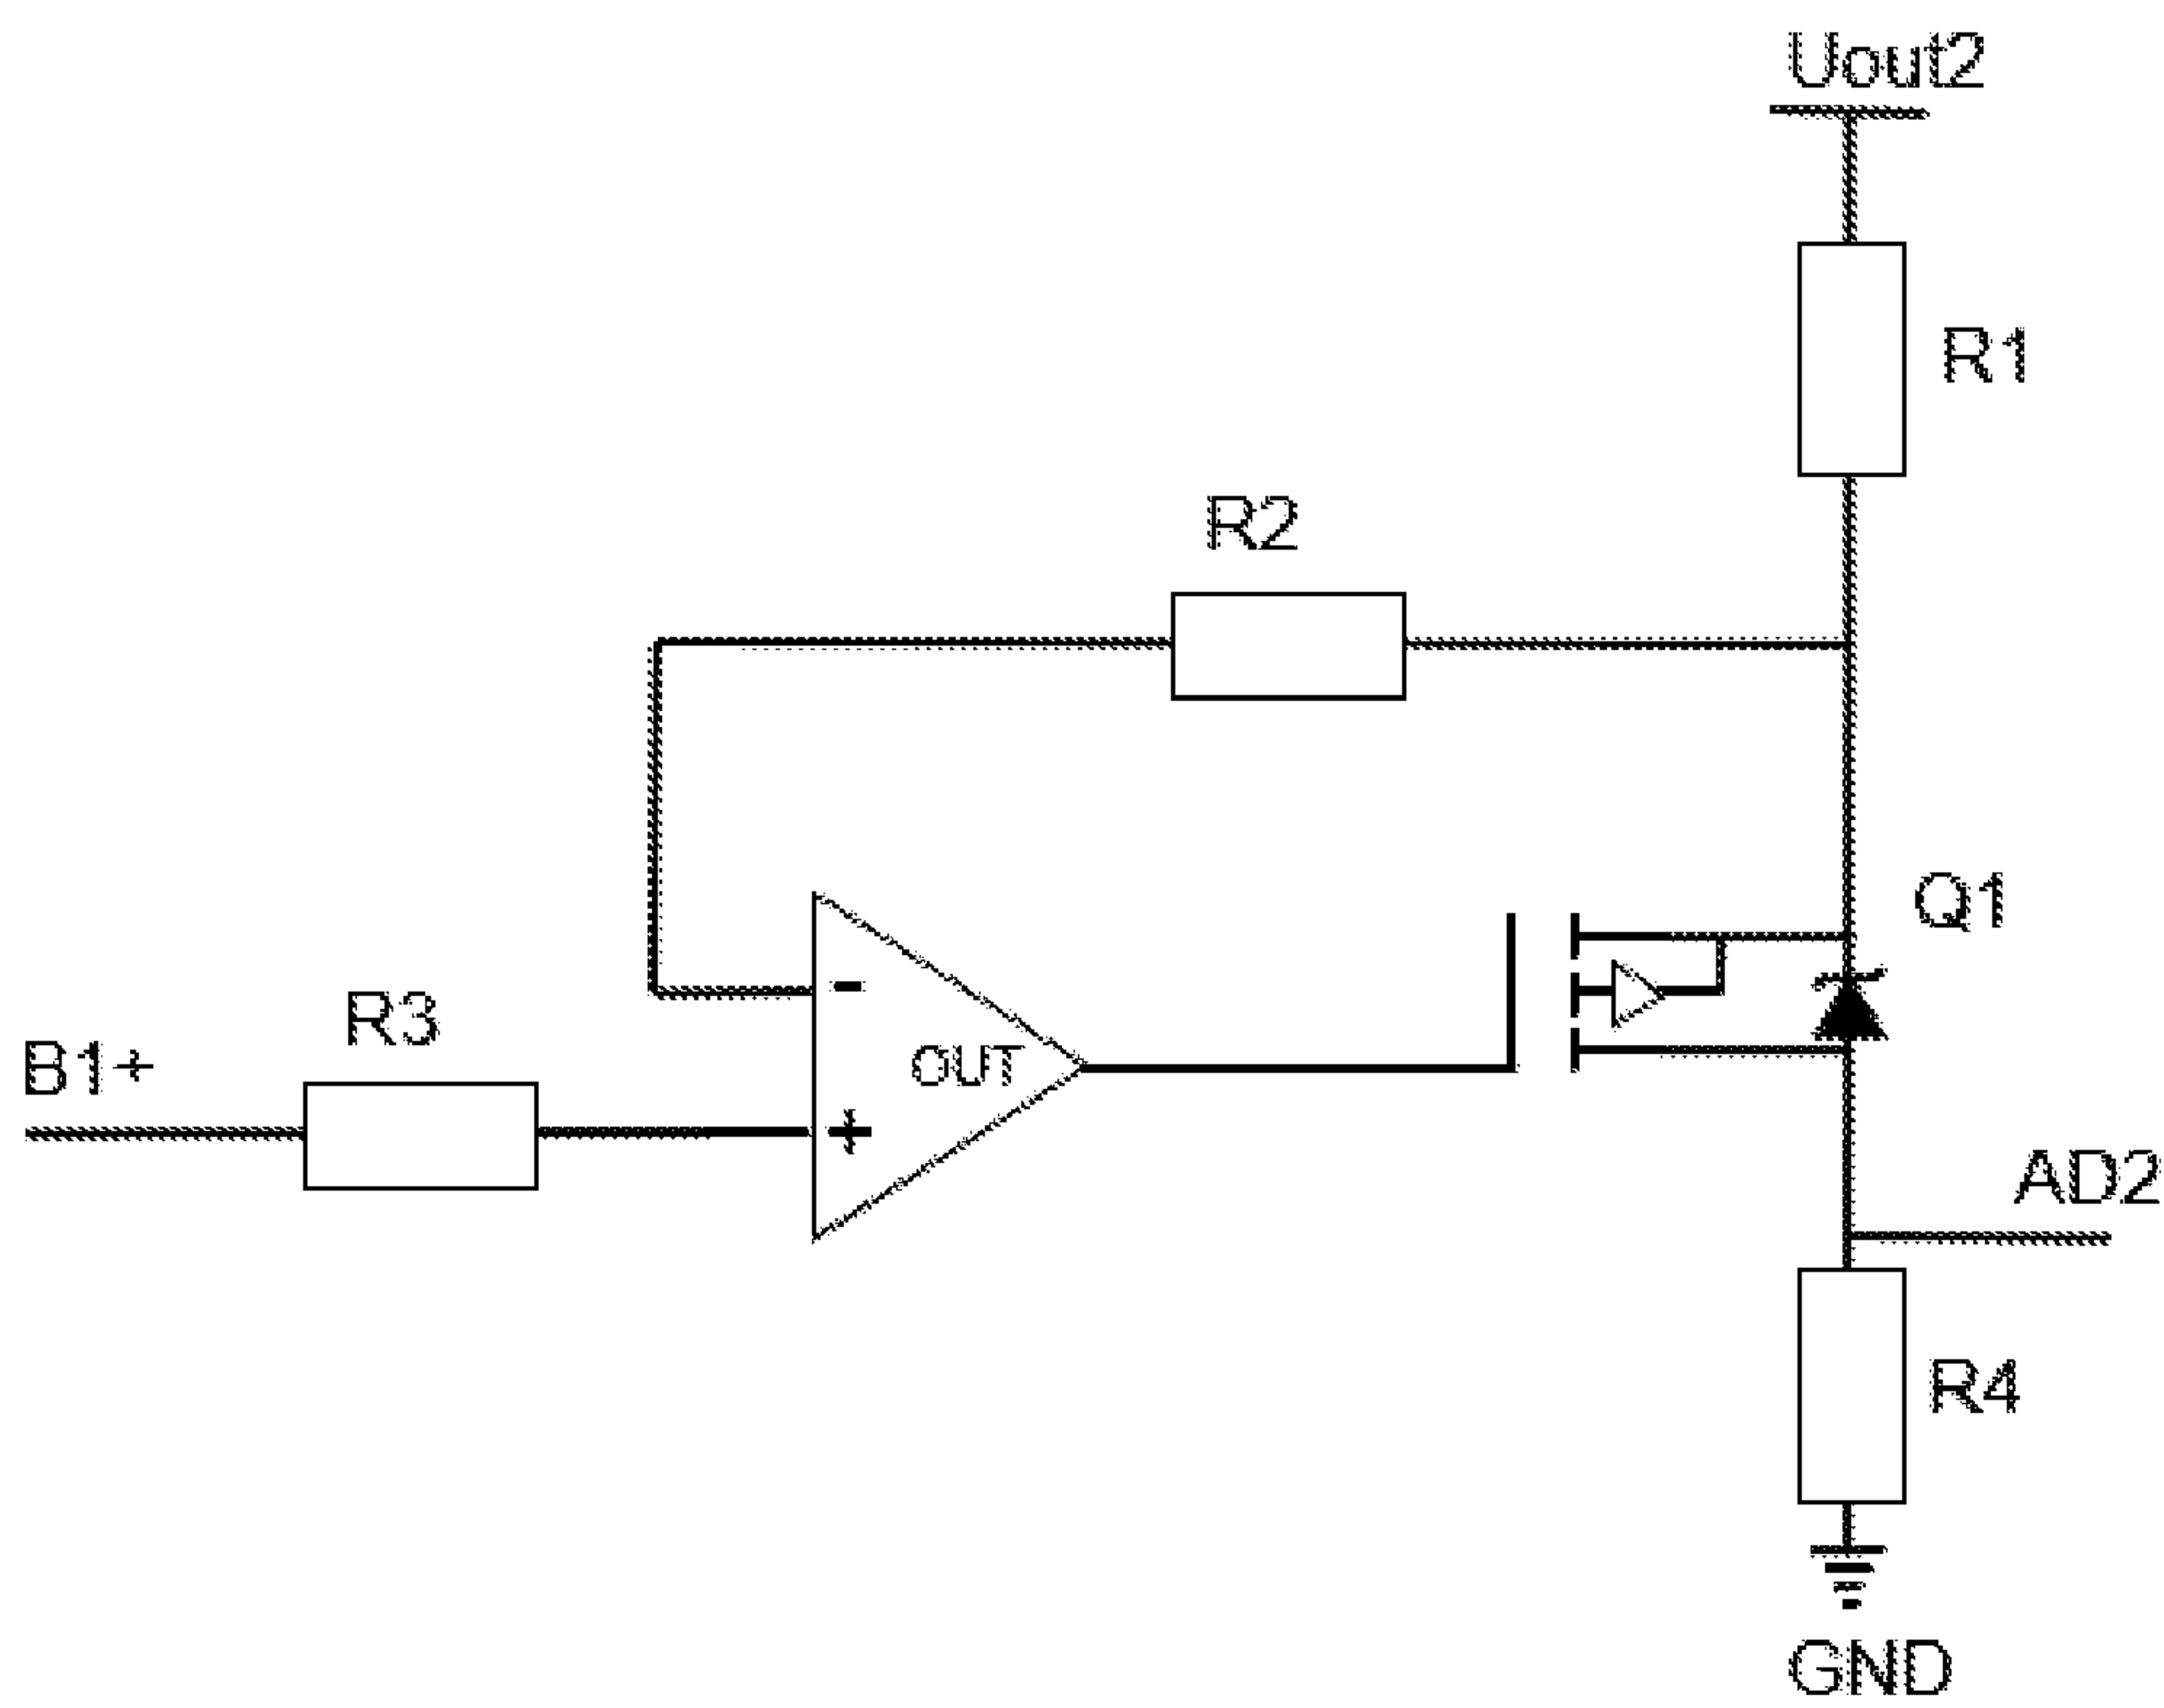 Uout2
R1
R2
Q1
R3
B1+
-
OUT
+
AD2
R4
GND